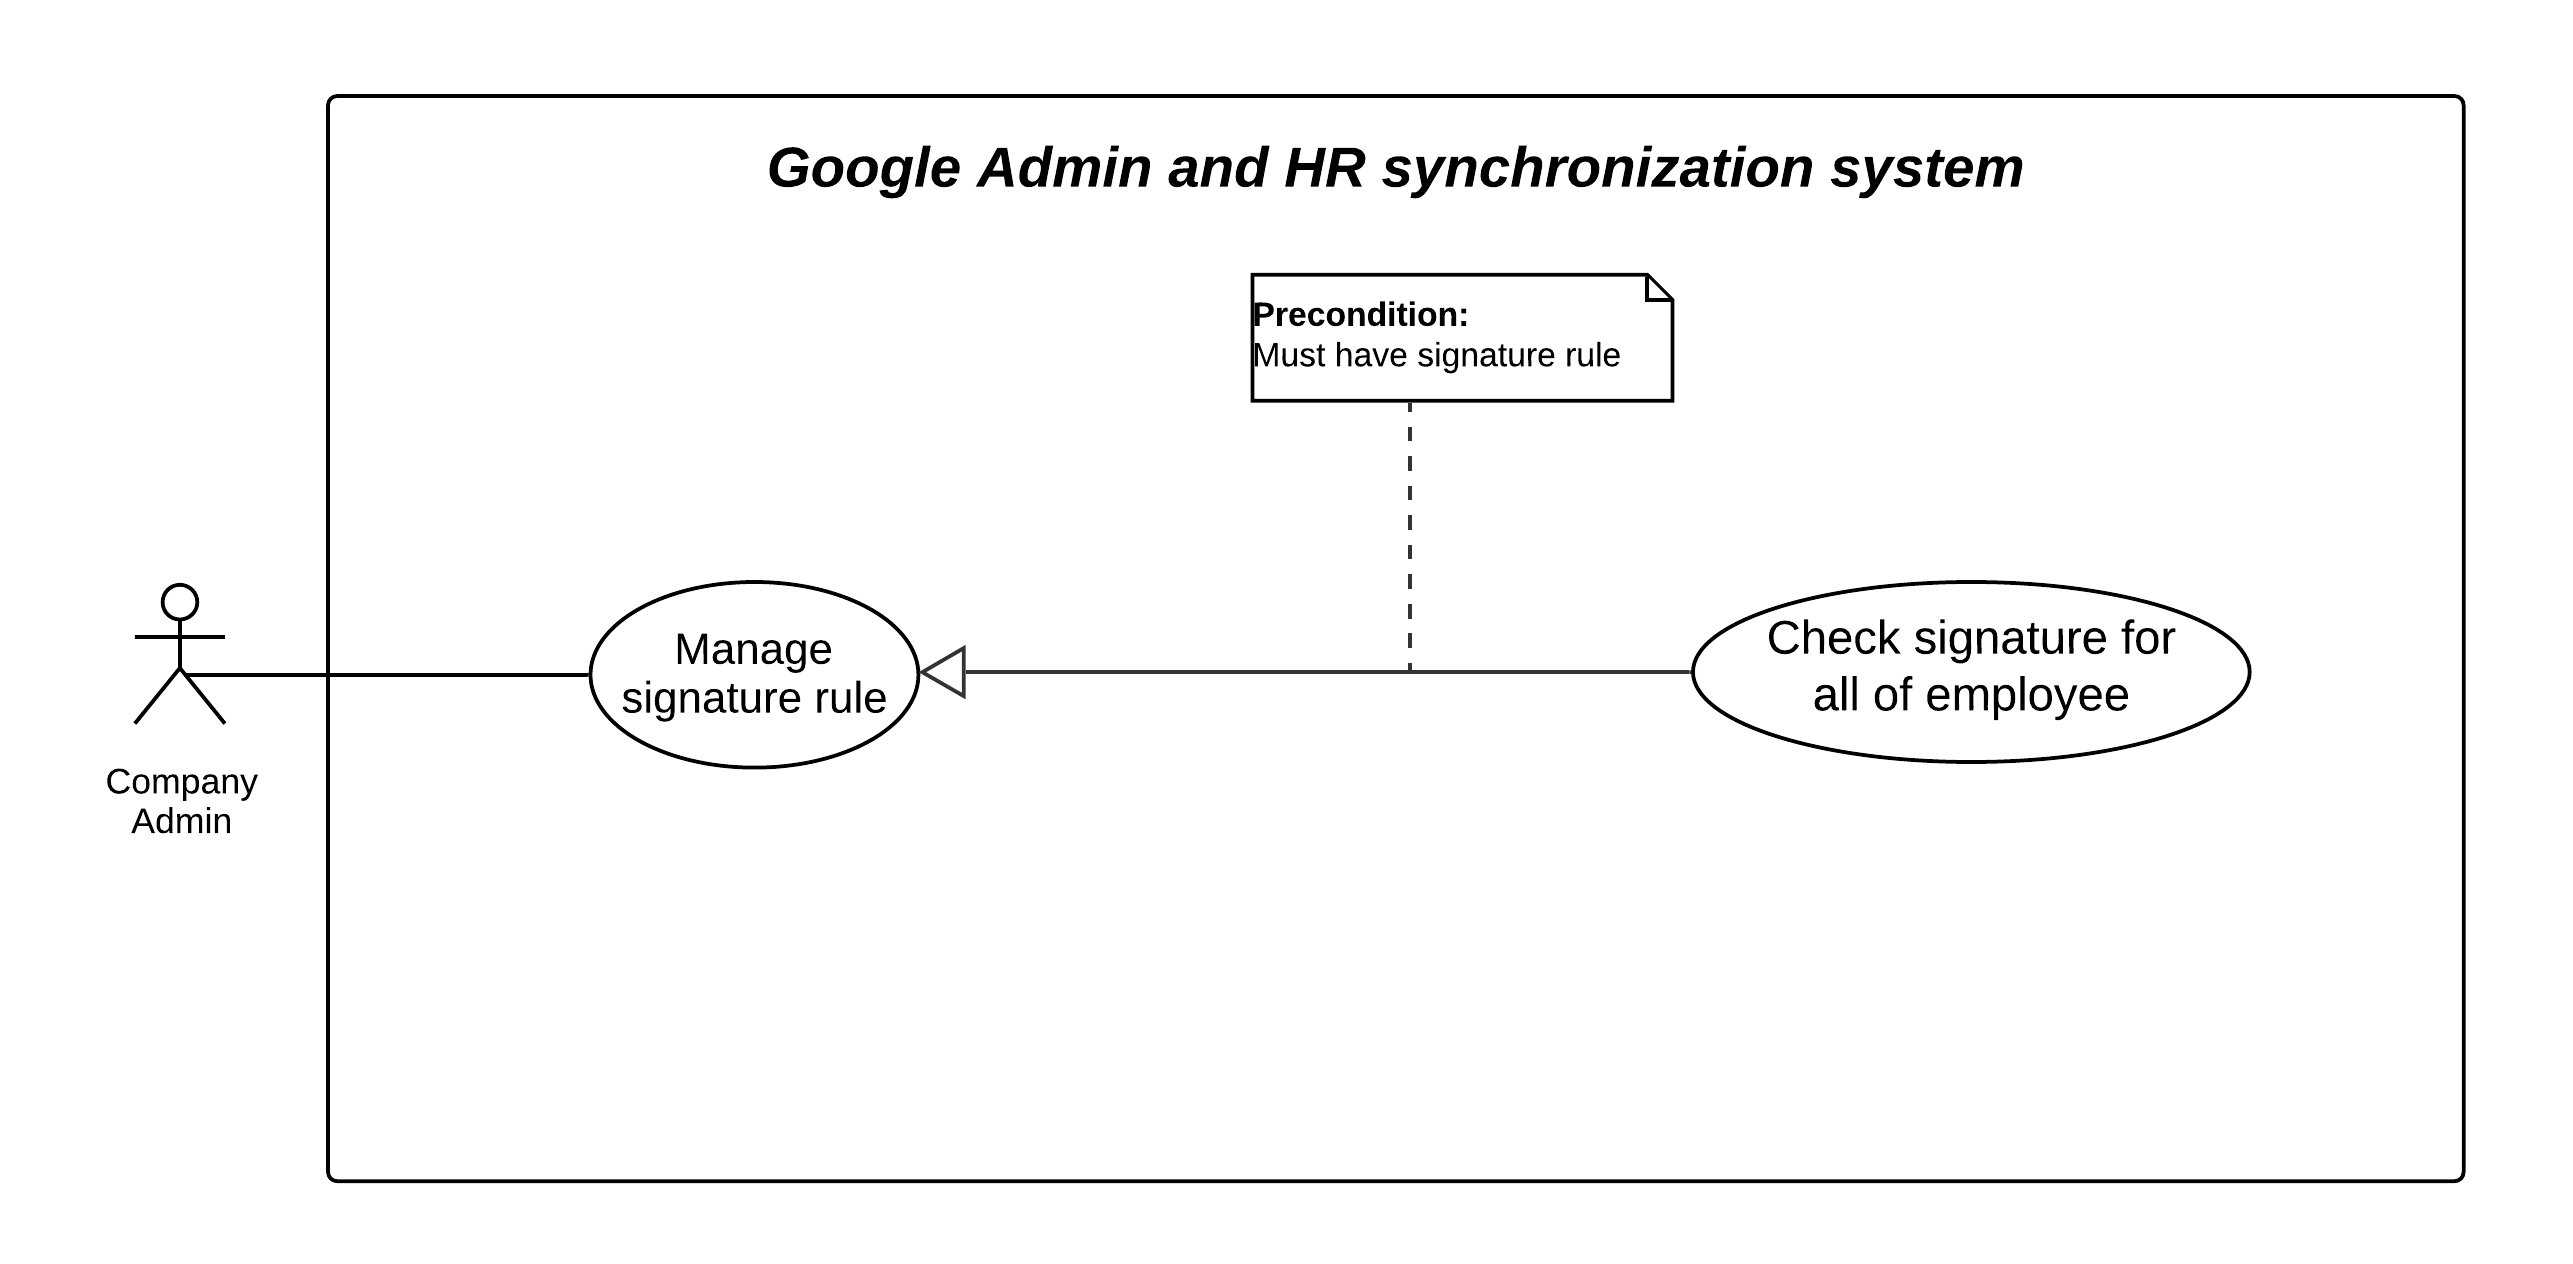 Google Admin and HR synchronization system
Precondition:
Must have signature rule
Manage
signature rule
Check signature for
all of employee
Company
Admin